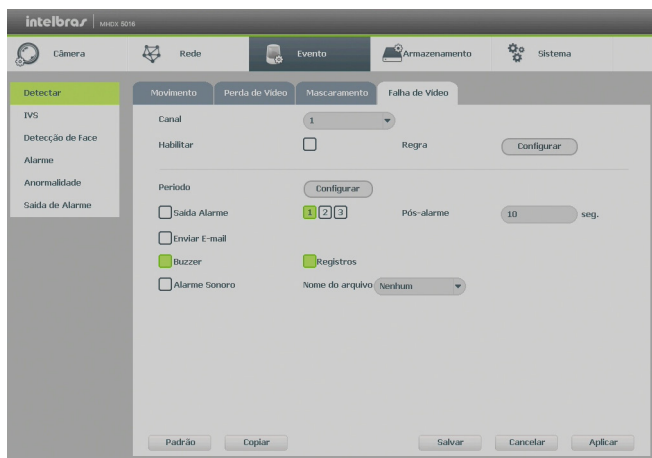 intelbras MHDX 5016
Câmera Rede Evento Armazenamento Sistema
Detectar
IVS
Detecção de Face
Alarme
Anormalidade
Saída de Alarme
Movimento Perda de Vídeo Mascaramento Falha de Vídeo
Canal 1
Habilitar Regra Configurar
Período Configurar
Saída Alarme 1 2 3 Pós-alarme 10 seg.
Enviar E-mail
Buzzer Registros
Alarme Sonoro Nome do arquivo Nenhum
Padrão Copiar Salvar Cancelar Aplicar